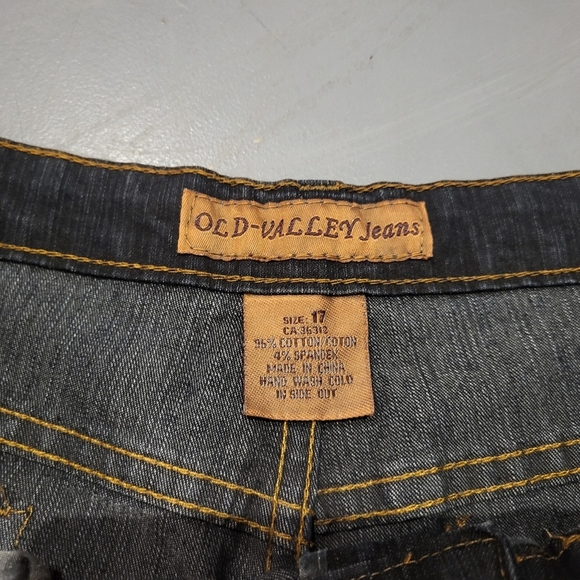 OLD-VALLEY Jeans
SIZE: 17
CA:36312
96% COTTON/COTON
4% SPANDEX
MADE IN CHINA
HAND WASH COLD
IN SIDE OUT